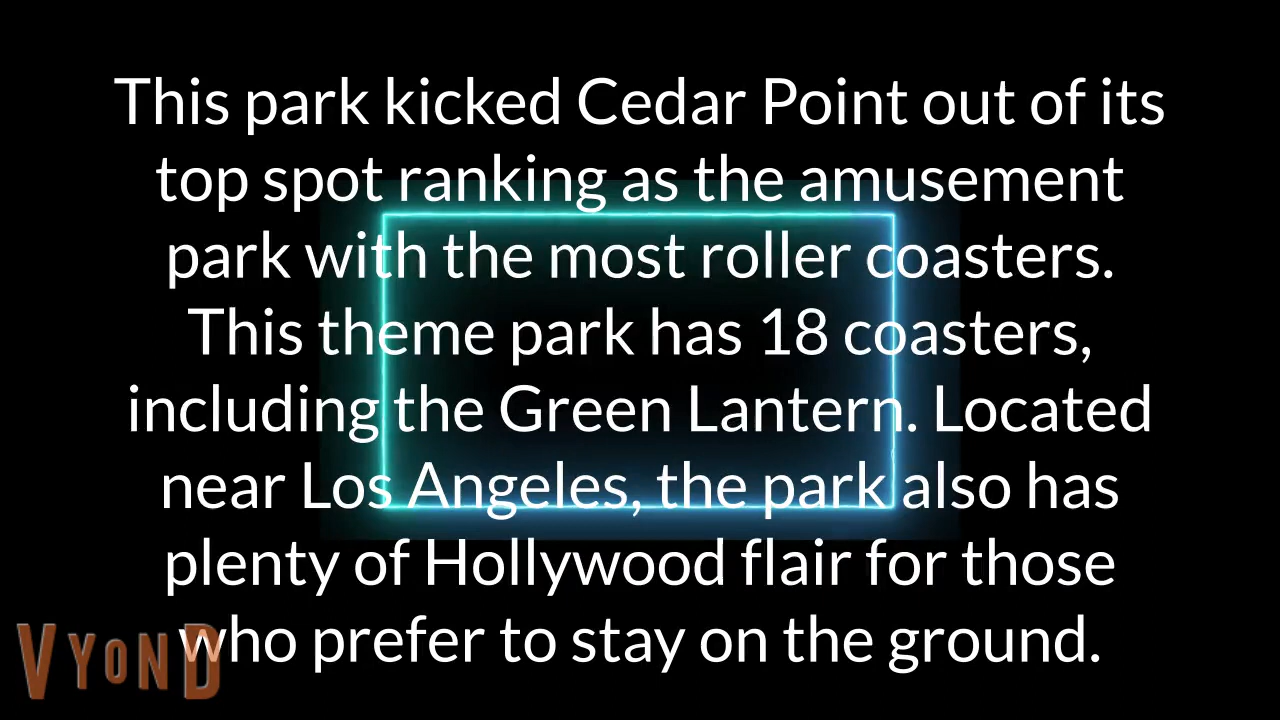 This park kicked Cedar Point out of its
top spot ranking as the amusement
park with the most roller coasters.
This theme park has 18 coasters,
including the Green Lantern. Located
near Los Angeles, the park also has
plenty of Hollywood flair for those
who prefer to stay on the ground.
VYOND